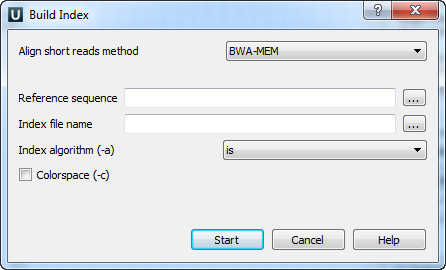 U Build Index ?
Align short reads method BWA-MEM
Reference sequence ...
Index file name ...
Index algorithm (-a) is
Colorspace (-c)
Start Cancel Help